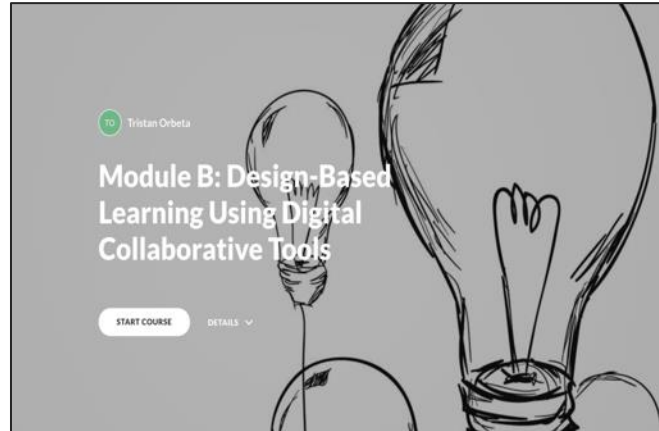 TO Tristan Orbeta
Module B: Design-Based
Learning Using Digital
Collaborative Tools
START COURSE DETAILS